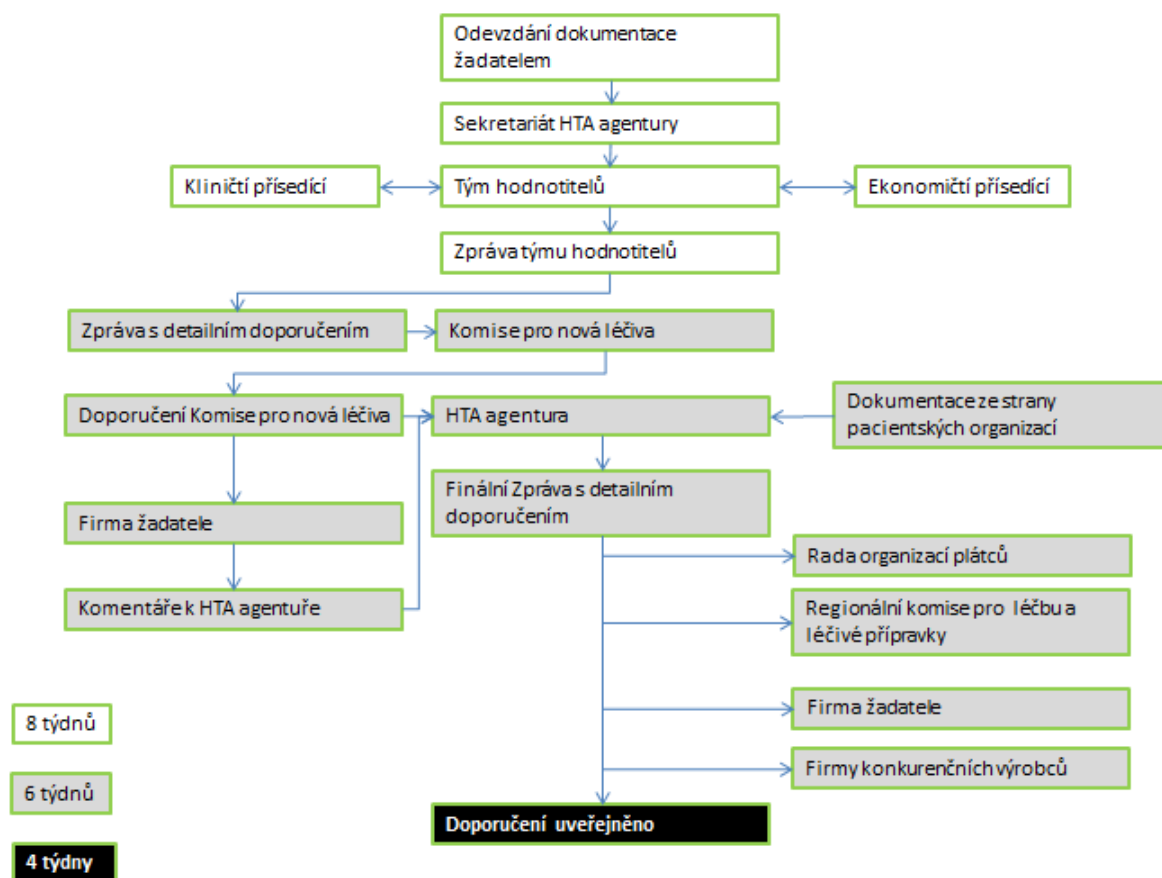 Odevzdání dokumentace
žadatelem
Sekretariát HTA agentury
Kliničtí přísedící
Tým hodnotitelů
Ekonomičtí přísedící
Zpráva týmu hodnotitelů
Zpráva s detailním doporučením
Komise pro nová léčiva
Doporučení Komise pro nová léčiva
HTA agentura
Dokumentace ze strany
pacientských organizací
Finální Zpráva s detailním
doporučením
Firma žadatele
Komentáře k HTA agentuře
Rada organizací plátců
Regionální komise pro léčbu a
léčivé přípravky
Firma žadatele
Firmy konkurenčních výrobců
Doporučení uveřejněno
8 týdnů
6 týdnů
4 týdny